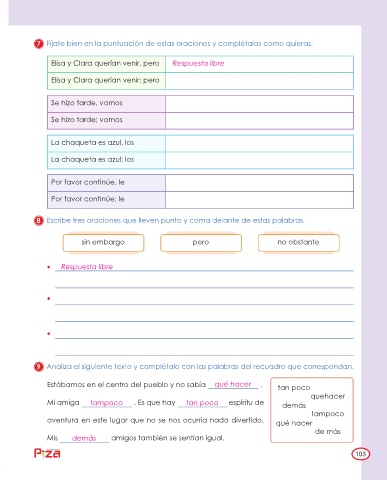 7 Fíjate bien en la puntuación de estas oraciones y complétalas como quieras.
Elisa y Clara querían venir, pero Respuesta libre
Elisa y Clara querían venir; pero
Se hizo tarde, vamos
Se hizo tarde; vamos
La chaqueta es azul, los
La chaqueta es azul; los
Por favor continúe, le
Por favor continúe; le
8 Escribe tres oraciones que lleven punto y coma delante de estas palabras.
sin embargo pero no obstante
• Respuesta libre
•
•
9 Analiza el siguiente texto y complétalo con las palabras del recuadro que correspondan.
Estábamos en el centro del pueblo y no sabía qué hacer .
Mi amiga tampoco . Es que hay tan poco espíritu de
aventura en este lugar que no se nos ocurría nada divertido.
Mis demás amigos también se sentían igual.
tan poco
quehacer
demás
tampoco
qué hacer
de más
Piza
103